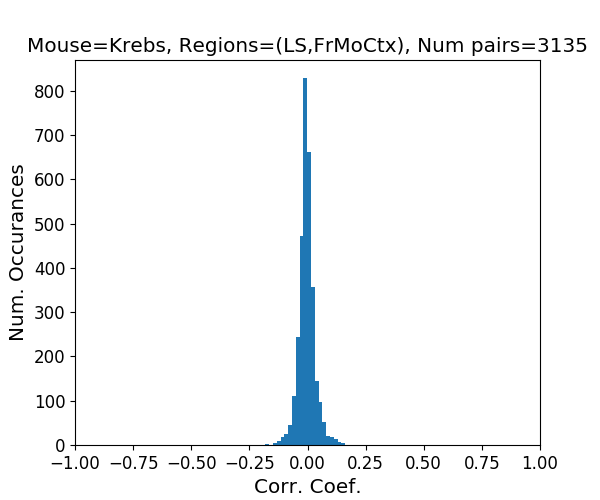 Mouse=Krebs, Regions=(LS,FrMoCtx), Num pairs=3135
Num. Occurances
800
700
600
500
400
300
200
100
0
−1.00 −0.75 −0.50 −0.25 0.00 0.25 0.50 0.75 1.00
Corr. Coef.